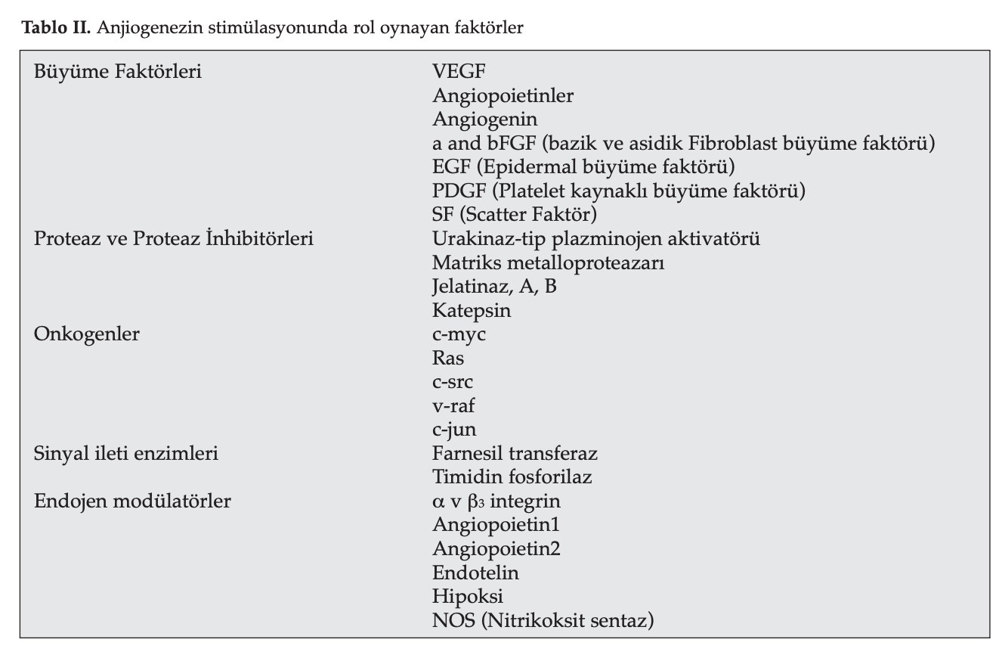 Tablo II. Anjiogenezin stimülasyonunda rol oynayan faktörler
Büyüme Faktörleri VEGF
Angiopoietinler
Angiogenin
a and bFGF (bazik ve asidik Fibroblast büyüme faktörü)
EGF (Epidermal büyüme faktörü)
PDGF (Platelet kaynaklı büyüme faktörü)
SF (Scatter Faktör)
Proteaz ve Proteaz İnhibitörleri Urakinaz-tip plazminojen aktivatörü
Matriks metalloproteazarı
Jelatinaz, A, B
Katepsin
Onkogenler c-myc
Ras
c-src
v-raf
c-jun
Sinyal ileti enzimleri Farnesil transferaz
Timidin fosforilaz
Endojen modülatörler α v β₃ integrin
Angiopoietin1
Angiopoietin2
Endotelin
Hipoksi
NOS (Nitrikoksit sentaz)